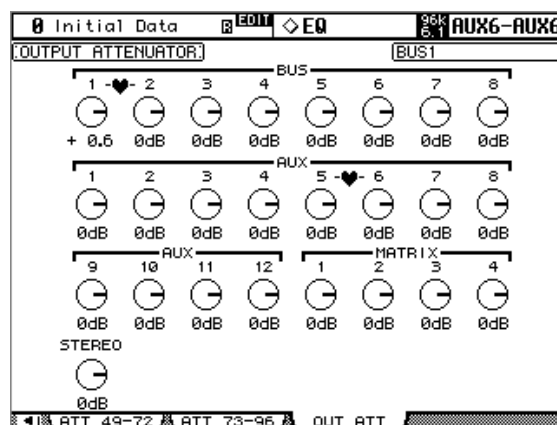 0 Initial Data R EDIT ◇EQ 96k 6.1 AUX6-AUX6
OUTPUT ATTENUATOR BUS1
BUS
1 -♥- 2 3 4 5 6 7 8
+ 0.6 0dB 0dB 0dB 0dB 0dB 0dB 0dB
AUX
1 2 3 4 5 -♥- 6 7 8
0dB 0dB 0dB 0dB 0dB 0dB 0dB 0dB
AUX MATRIX
9 10 11 12 1 2 3 4
0dB 0dB 0dB 0dB 0dB 0dB 0dB 0dB
STEREO
0dB
ATT 49-72 ATT 73-96 OUT ATT